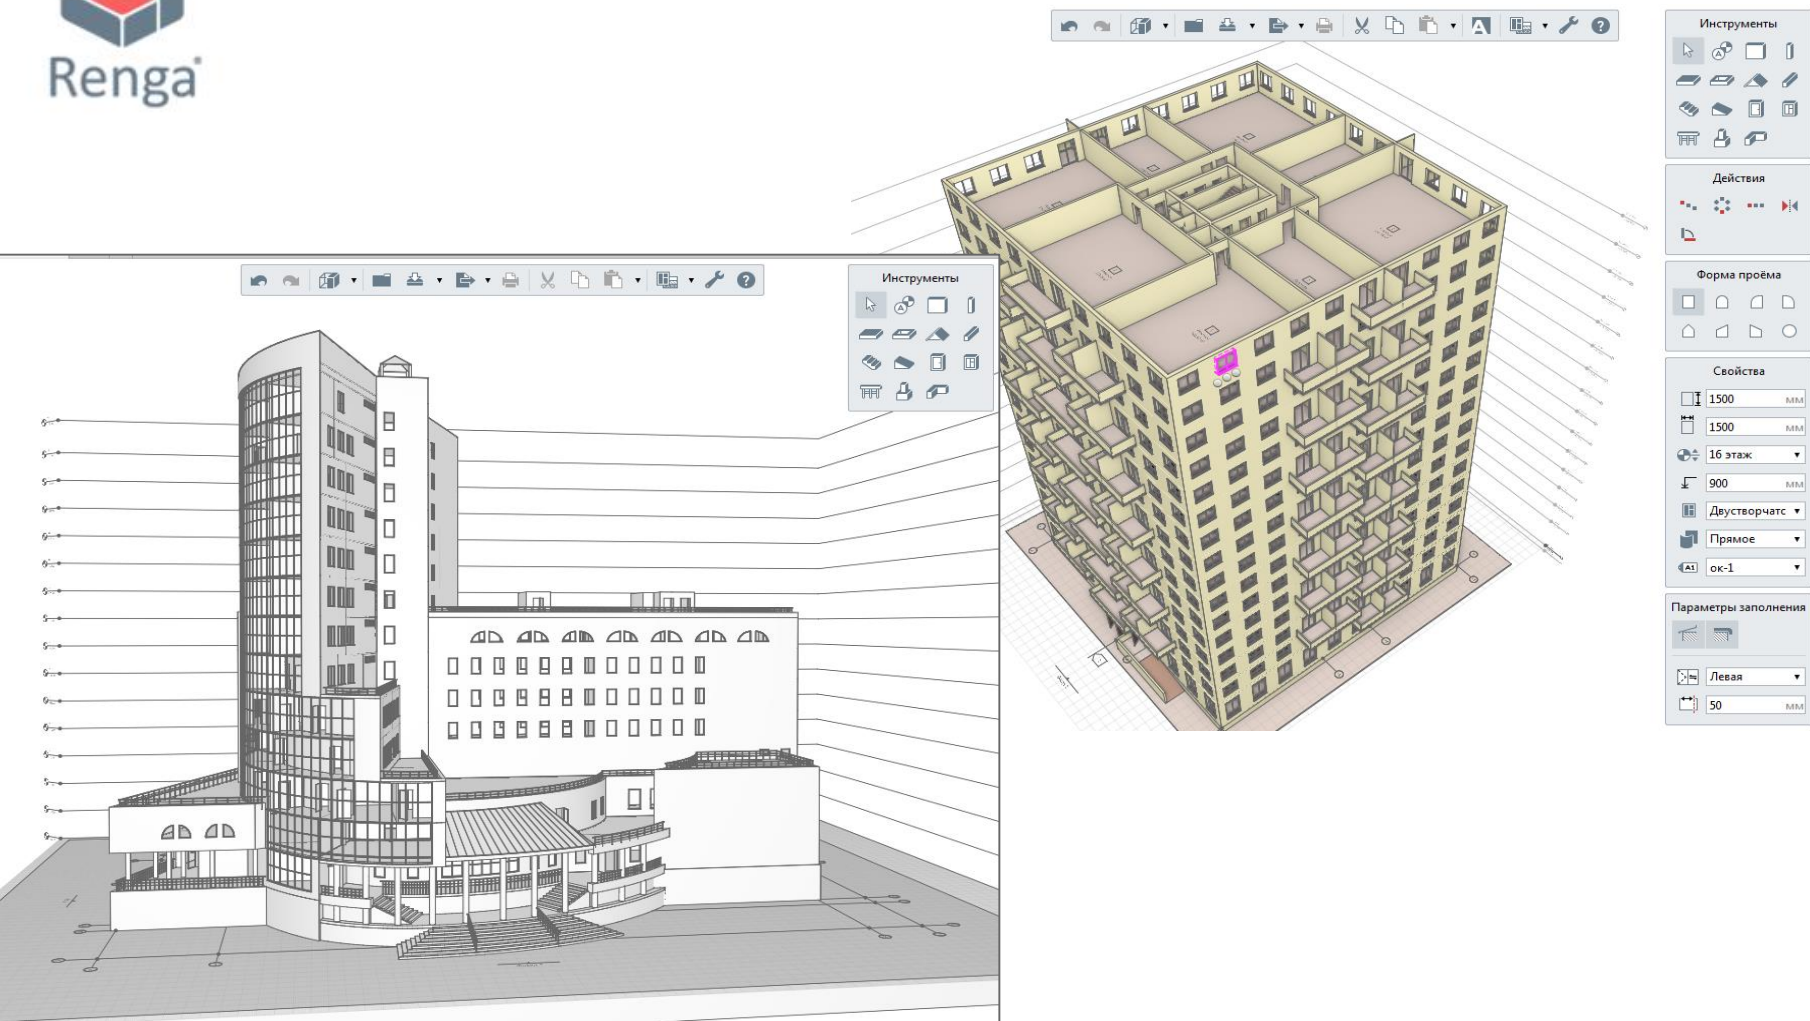 Renga®
Инструменты
Действия
Форма проёма
Свойства
1500 мм
1500 мм
16 этаж
900 мм
Двустворчатс
Прямое
A1 ок-1
Параметры заполнения
Левая
50 мм
Инструменты